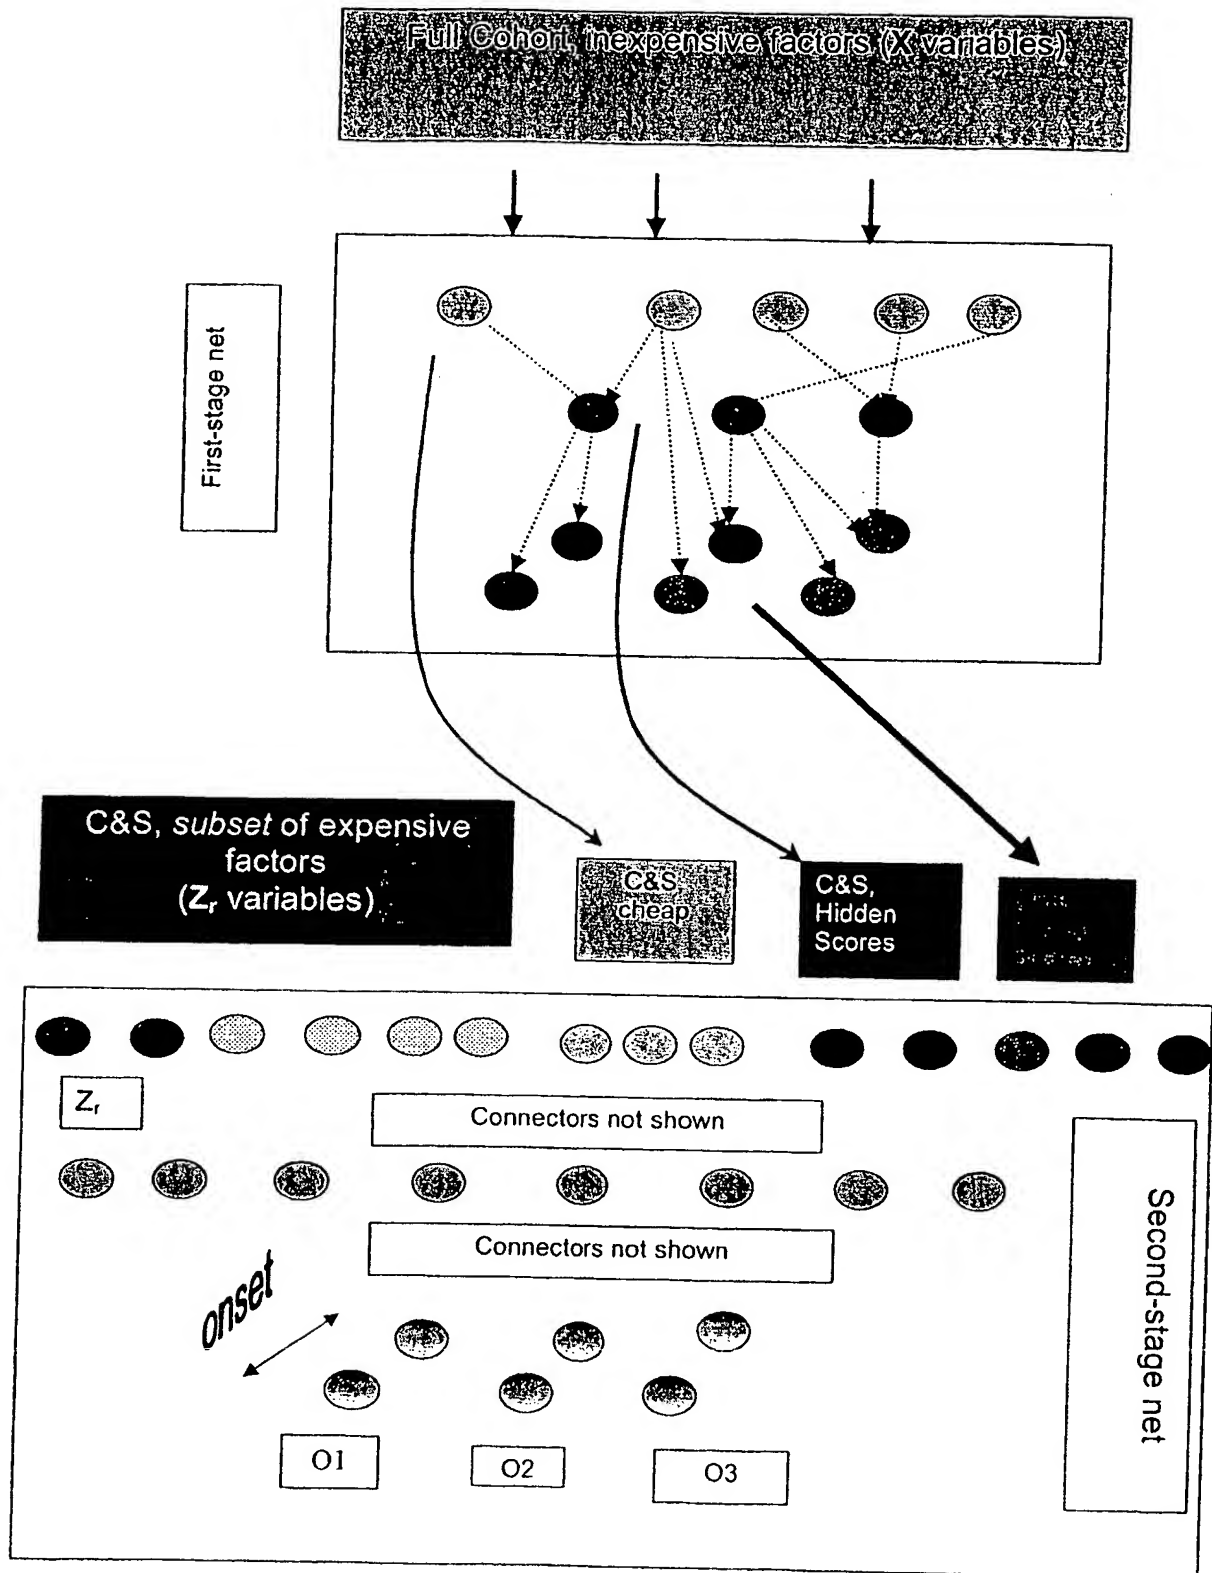 Full Cohort, inexpensive factors (X variables)
First-stage net
C&S, subset of expensive
factors
(Zr variables)
C&S
cheap
C&S,
Hidden
Scores
Zr
Connectors not shown
Connectors not shown
onset
Second-stage net
O1
O2
O3